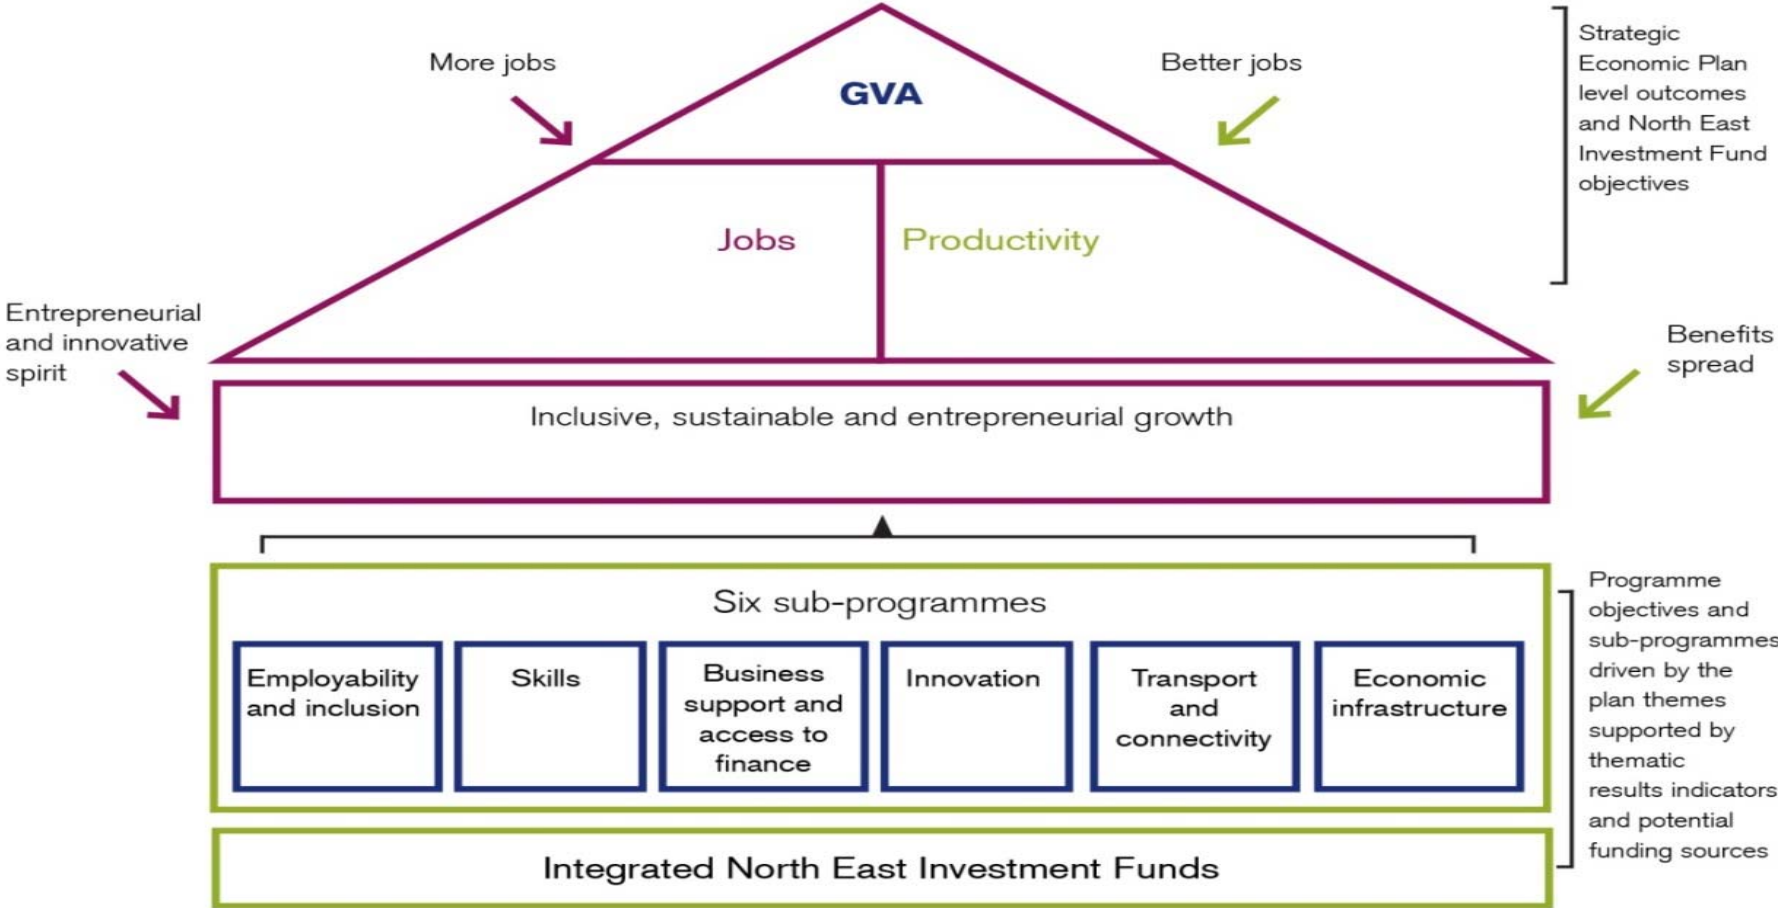 More jobs
GVA
Better jobs
Strategic
Economic Plan
level outcomes
and North East
Investment Fund
objectives
Jobs
Productivity
Entrepreneurial
and innovative
spirit
Benefits
spread
Inclusive, sustainable and entrepreneurial growth
Six sub-programmes
Employability
and inclusion
Skills
Business
support and
access to
finance
Innovation
Transport
and
connectivity
Economic
infrastructure
Programme
objectives and
sub-programmes
driven by the
plan themes
supported by
thematic
results indicators
and potential
funding sources
Integrated North East Investment Funds